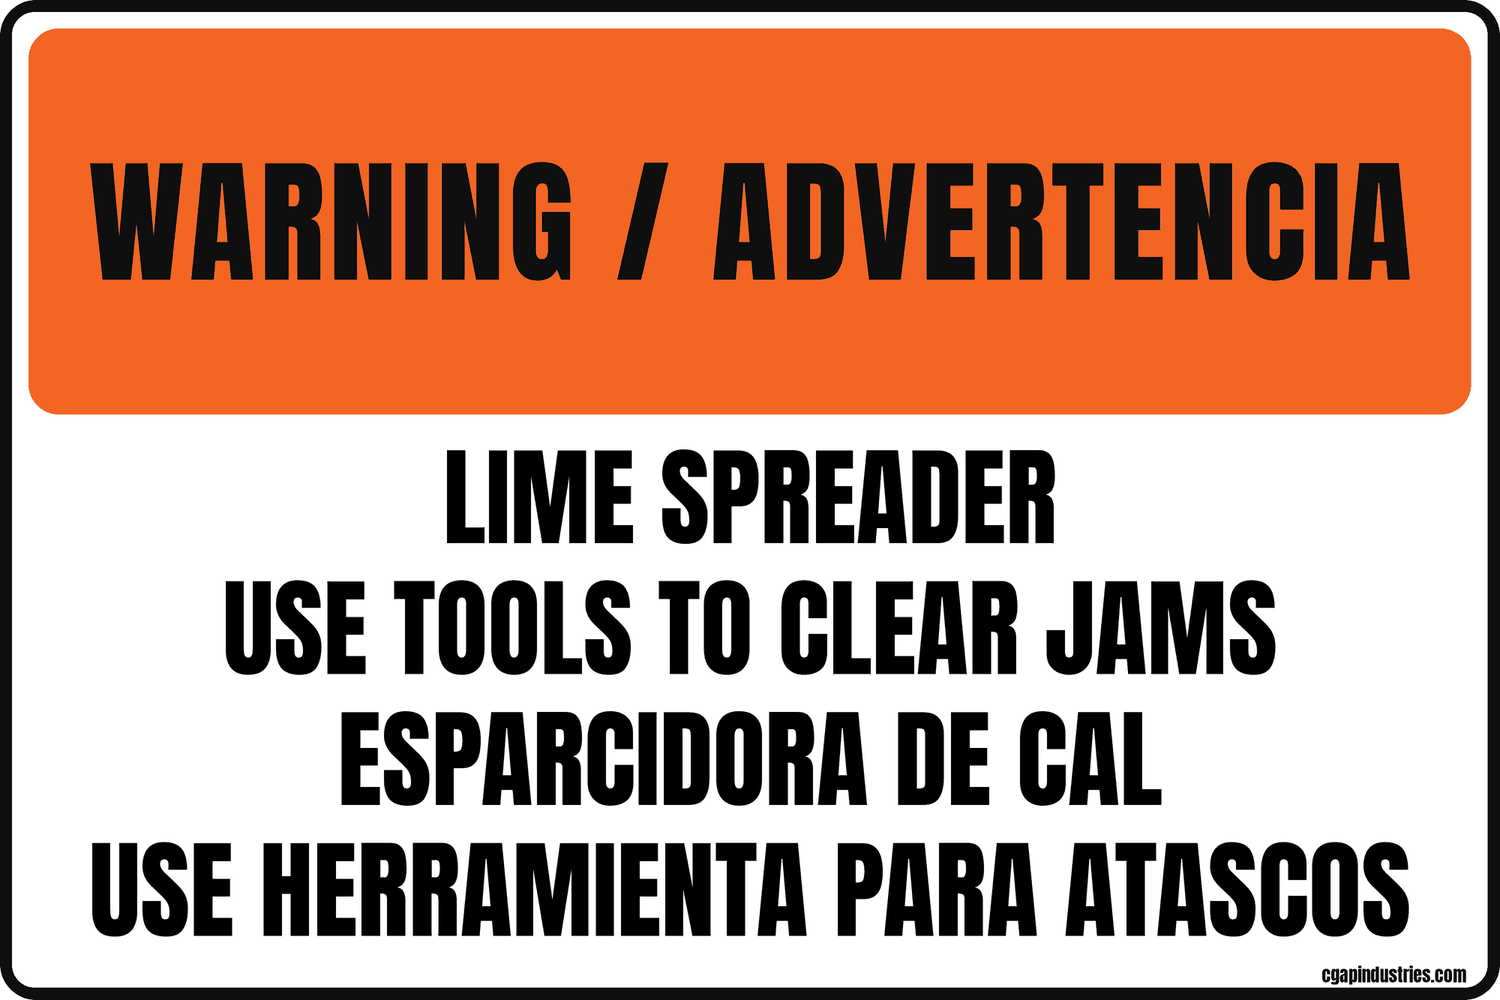 WARNING / ADVERTENCIA
LIME SPREADER
USE TOOLS TO CLEAR JAMS
ESPARCIDORA DE CAL
USE HERRAMIENTA PARA ATASCOS
cgapindustries.com